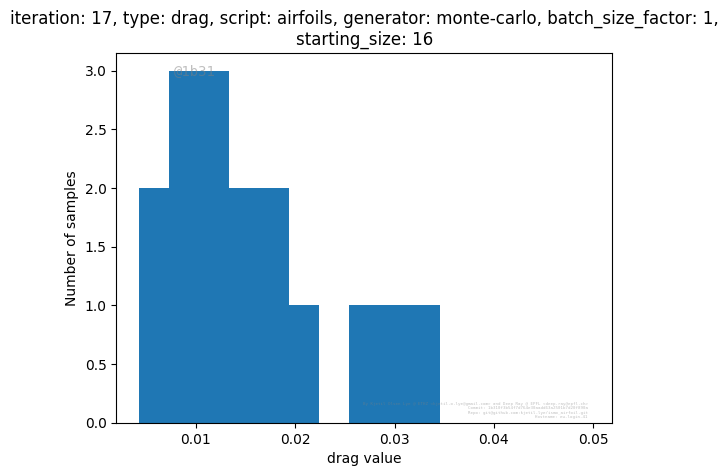 iteration: 17, type: drag, script: airfoils, generator: monte-carlo, batch_size_factor: 1,
starting_size: 16
@1b31
3.0
2.5
2.0
1.5
1.0
0.5
0.0
Number of samples
0.01
0.02
0.03
0.04
0.05
drag value